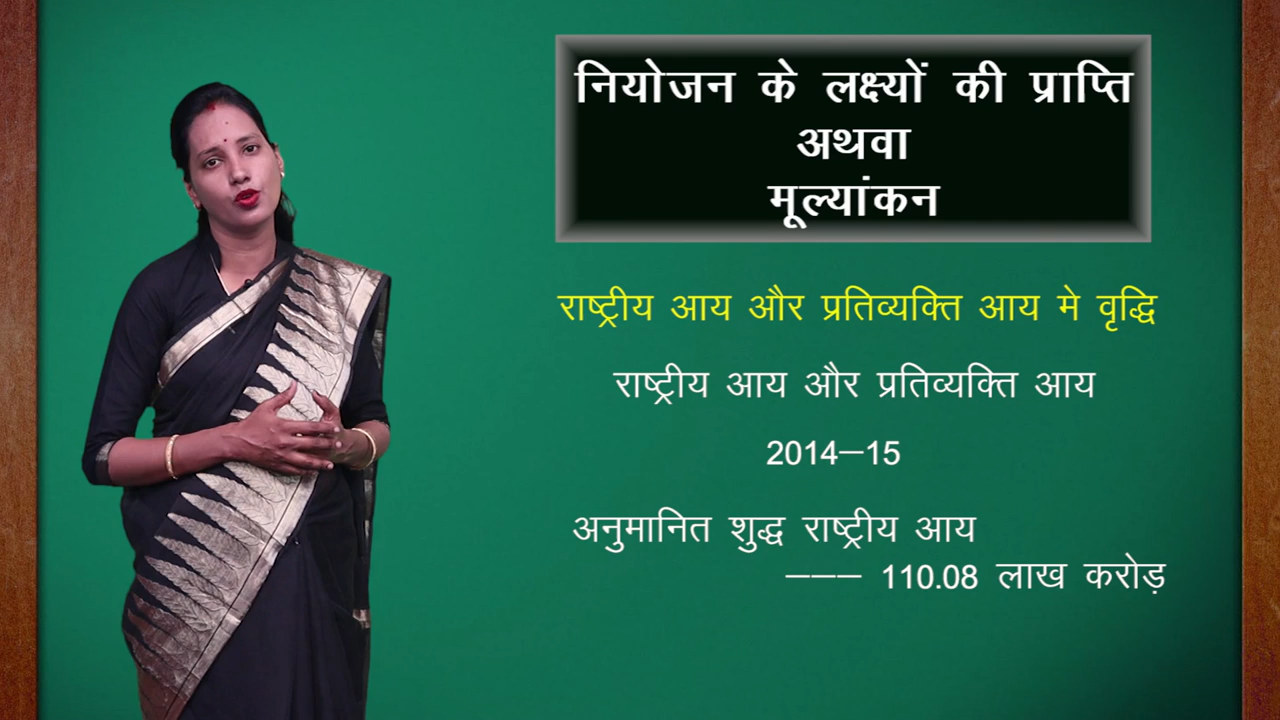 नियोजन के लक्ष्यों की प्राप्ति
अथवा
मूल्यांकन
राष्ट्रीय आय और प्रतिव्यक्ति आय मे वृद्धि
राष्ट्रीय आय और प्रतिव्यक्ति आय
2014–15
अनुमानित शुद्ध राष्ट्रीय आय
––– 110.08 लाख करोड़